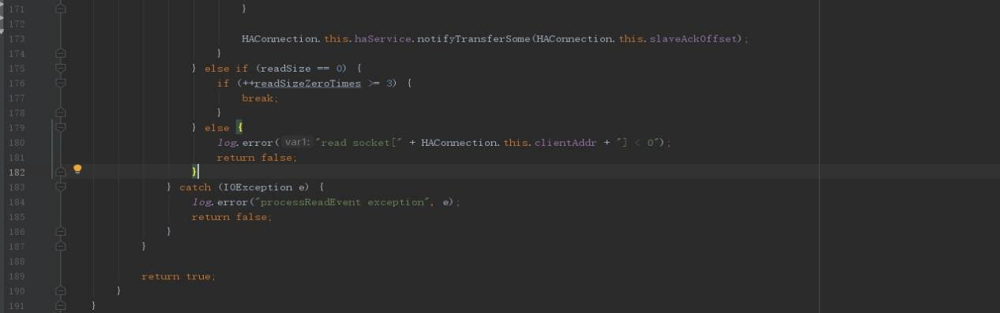 171 }
172
173 HAConnection.this.haService.notifyTransferSome(HAConnection.this.slaveAckOffset);
174 }
175 } else if (readSize == 0) {
176 if (++readSizeZeroTimes >= 3) {
177 break;
178 }
179 } else {
180 log.error( var1: "read socket[" + HAConnection.this.clientAddr + "] < 0");
181 return false;
182 }
183 } catch (IOException e) {
184 log.error("processReadEvent exception", e);
185 return false;
186 }
187 }
188
189 return true;
190 }
191 }